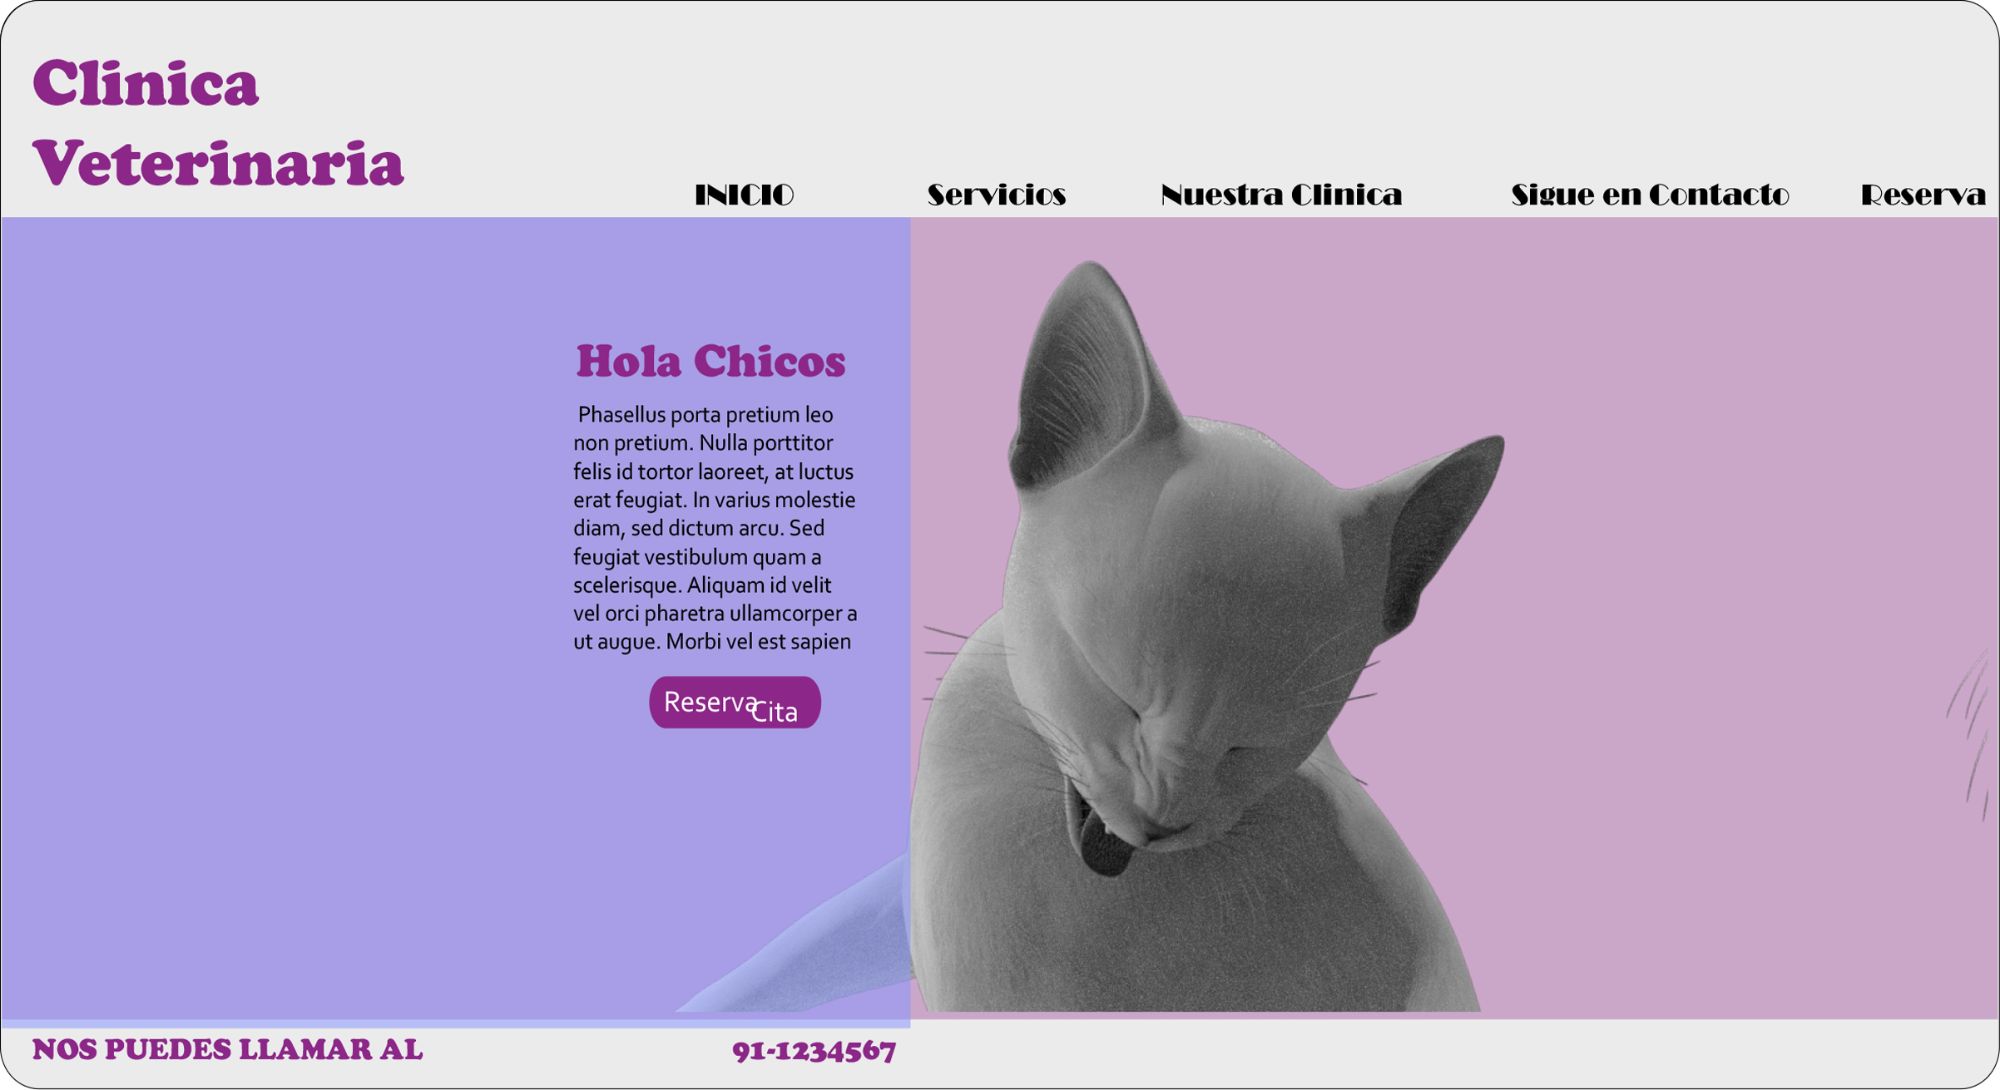 Clinica
Veterinaria
INICIO Servicios Nuestra Clinica Sigue en Contacto Reserva
Hola Chicos
Phasellus porta pretium leo
non pretium. Nulla porttitor
felis id tortor laoreet, at luctus
erat feugiat. In varius molestie
diam, sed dictum arcu. Sed
feugiat vestibulum quam a
scelerisque. Aliquam id velit
vel orci pharetra ullamcorper a
ut augue. Morbi vel est sapien
Reserva Cita
NOS PUEDES LLAMAR AL 91-1234567